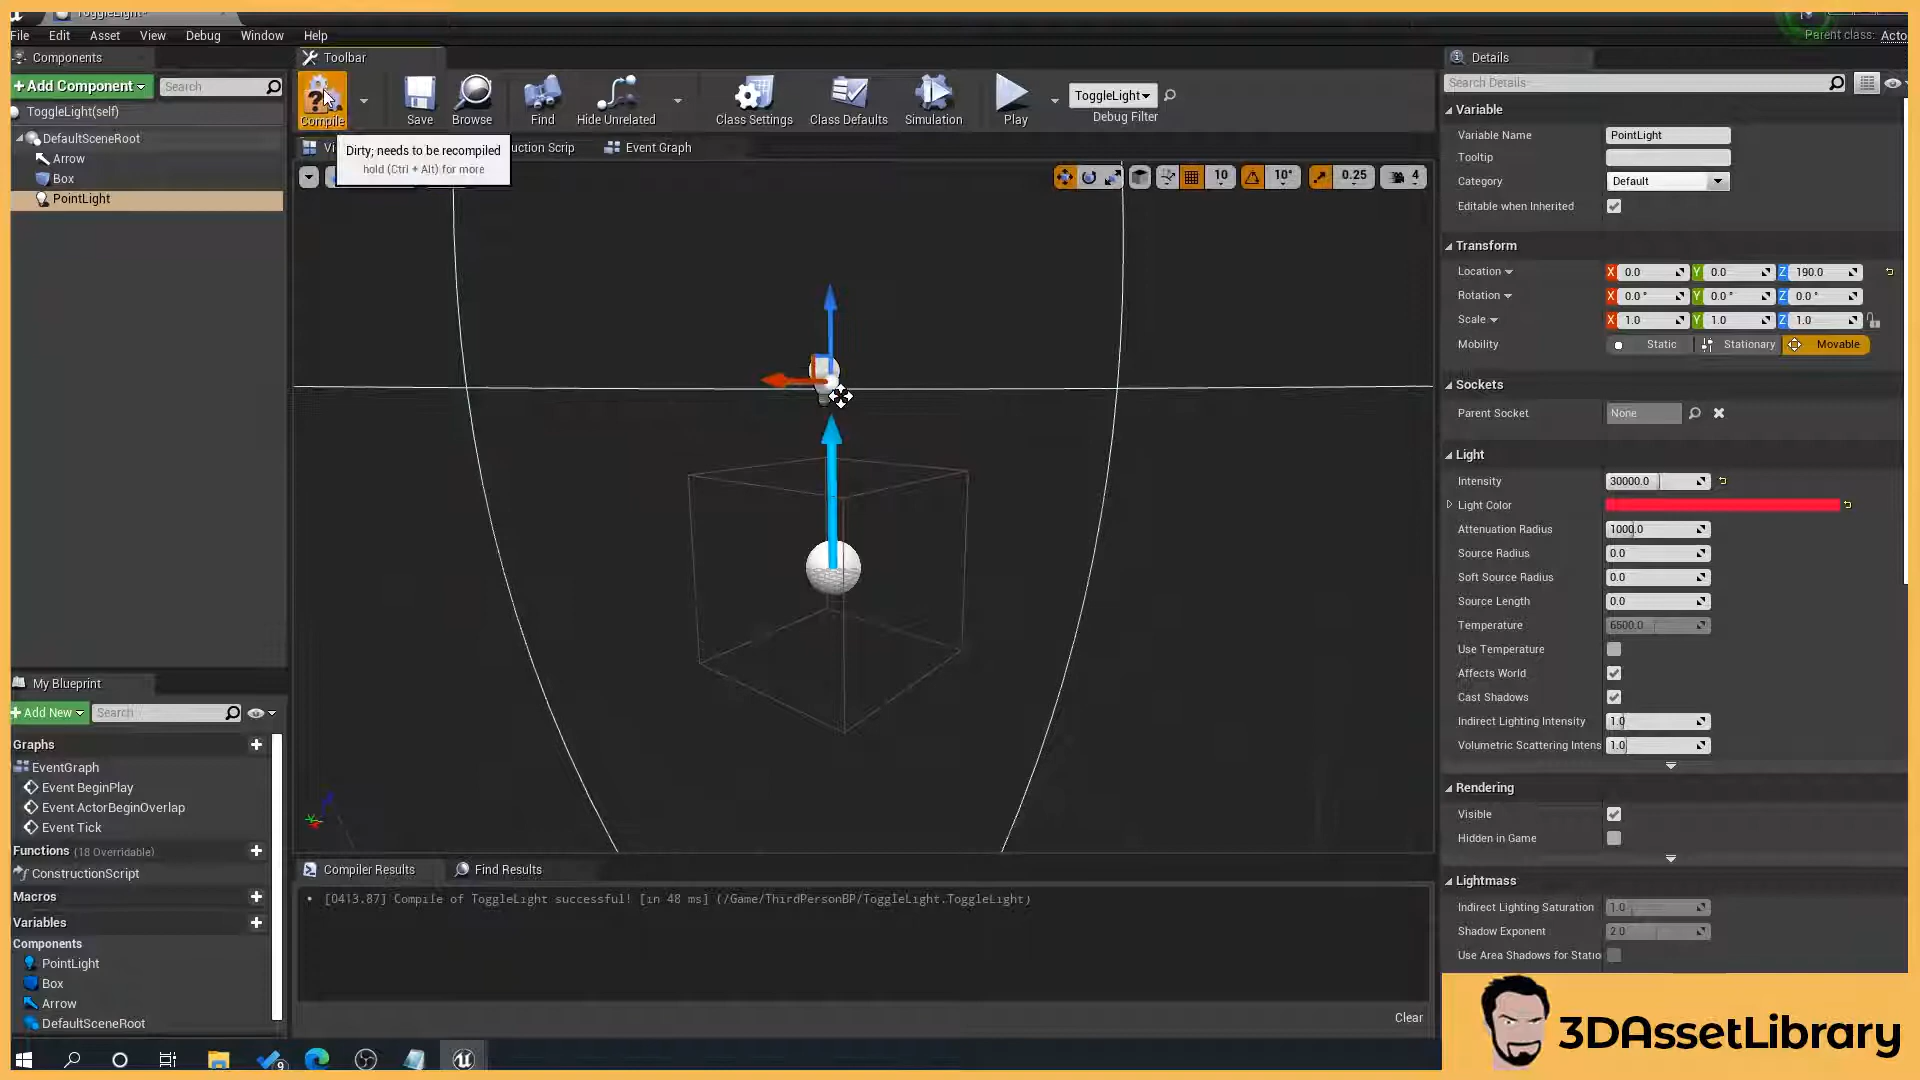 ToggleLight
File Edit Asset View Debug Window Help
Parent class: Acto
Components
Toolbar
Details
+Add Component
Search
Compile
Save
Browse
Find
Hide Unrelated
Class Settings
Class Defaults
Simulation
Play
ToggleLight
Debug Filter
Search Details
ToggleLight(self)
DefaultSceneRoot
Arrow
Box
PointLight
Dirty; needs to be recompiled
hold (Ctrl + Alt) for more
Vi
uction Scrip
Event Graph
10
10°
0.25
4
Variable
Variable Name PointLight
Tooltip
Category Default
Editable when Inherited
Transform
Location X 0.0 Y 0.0 Z 190.0
Rotation X 0.0 ° Y 0.0 ° Z 0.0 °
Scale X 1.0 Y 1.0 Z 1.0
Mobility Static Stationary Movable
Sockets
Parent Socket None
Light
Intensity 30000.0
Light Color
Attenuation Radius 1000.0
Source Radius 0.0
Soft Source Radius 0.0
Source Length 0.0
Temperature 6500.0
Use Temperature
Affects World
Cast Shadows
Indirect Lighting Intensity 1.0
Volumetric Scattering Intens 1.0
Rendering
Visible
Hidden in Game
Lightmass
Indirect Lighting Saturation 1.0
Shadow Exponent 2.0
Use Area Shadows for Statio
My Blueprint
+Add New
Search
Graphs
EventGraph
Event BeginPlay
Event ActorBeginOverlap
Event Tick
Functions (18 Overridable)
ConstructionScript
Macros
Variables
Components
PointLight
Box
Arrow
DefaultSceneRoot
Compiler Results
Find Results
[0413.87] Compile of ToggleLight successful! [in 48 ms] (/Game/ThirdPersonBP/ToggleLight.ToggleLight)
Clear
9
3DAssetLibrary